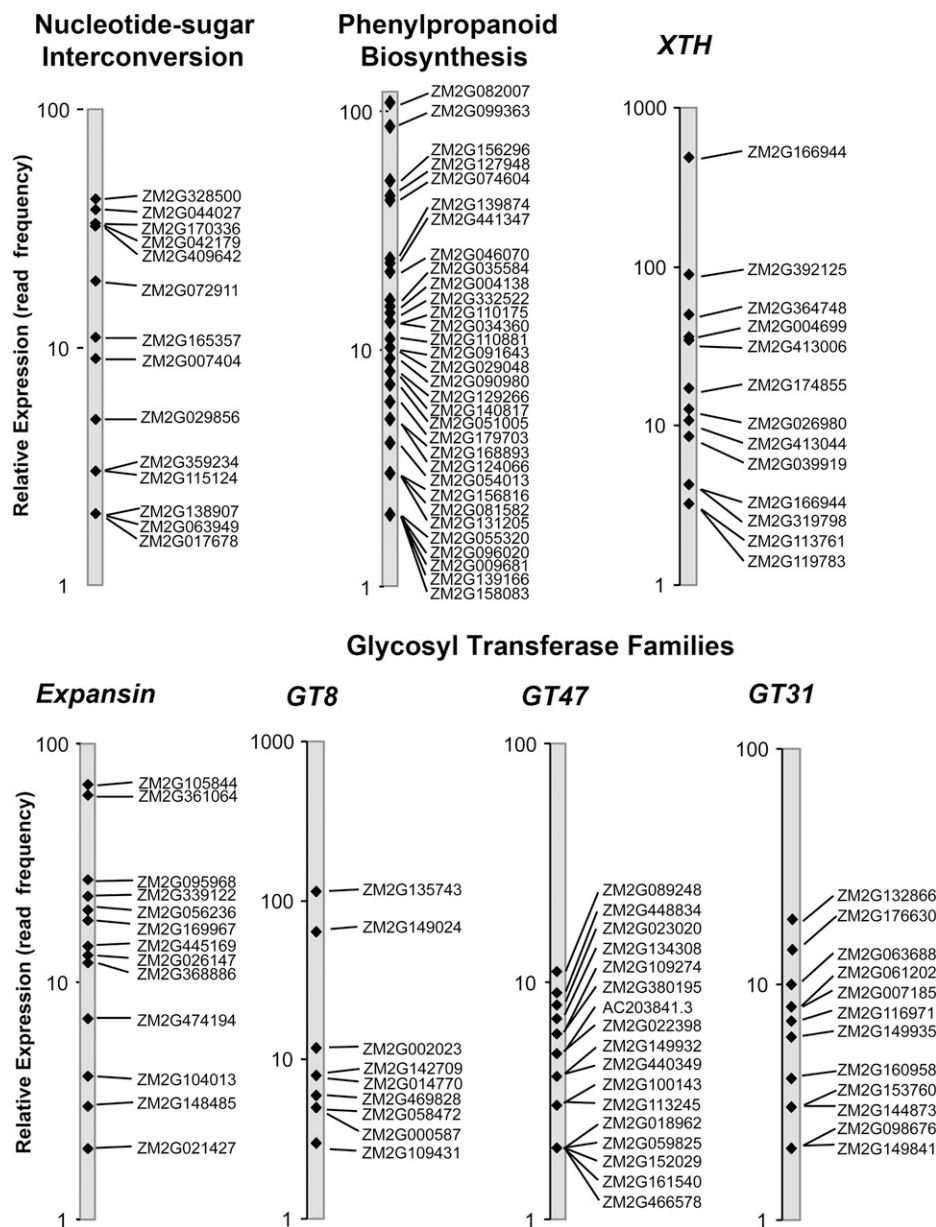 Nucleotide-sugar
Interconversion
Relative Expression (read frequency)
100
10
1
ZM2G328500
ZM2G044027
ZM2G170336
ZM2G042179
ZM2G409642
ZM2G072911
ZM2G165357
ZM2G007404
ZM2G029856
ZM2G359234
ZM2G115124
ZM2G138907
ZM2G063949
ZM2G017678
Phenylpropanoid
Biosynthesis
100
10
1
ZM2G082007
ZM2G099363
ZM2G156296
ZM2G127948
ZM2G074604
ZM2G139874
ZM2G441347
ZM2G046070
ZM2G035584
ZM2G004138
ZM2G332522
ZM2G110175
ZM2G034360
ZM2G110881
ZM2G091643
ZM2G029048
ZM2G090980
ZM2G129266
ZM2G140817
ZM2G051005
ZM2G179703
ZM2G168893
ZM2G124066
ZM2G054013
ZM2G156816
ZM2G081582
ZM2G131205
ZM2G055320
ZM2G096020
ZM2G009681
ZM2G139166
ZM2G158083
XTH
1000
100
10
1
ZM2G166944
ZM2G392125
ZM2G364748
ZM2G004699
ZM2G413006
ZM2G174855
ZM2G026980
ZM2G413044
ZM2G039919
ZM2G166944
ZM2G319798
ZM2G113761
ZM2G119783
Glycosyl Transferase Families
Expansin
Relative Expression (read frequency)
100
10
1
ZM2G105844
ZM2G361064
ZM2G095968
ZM2G339122
ZM2G056236
ZM2G169967
ZM2G445169
ZM2G026147
ZM2G368886
ZM2G474194
ZM2G104013
ZM2G148485
ZM2G021427
GT8
1000
100
10
1
ZM2G135743
ZM2G149024
ZM2G002023
ZM2G142709
ZM2G014770
ZM2G469828
ZM2G058472
ZM2G000587
ZM2G109431
GT47
100
10
1
ZM2G089248
ZM2G448834
ZM2G023020
ZM2G134308
ZM2G109274
ZM2G380195
AC203841.3
ZM2G022398
ZM2G149932
ZM2G440349
ZM2G100143
ZM2G113245
ZM2G018962
ZM2G059825
ZM2G152029
ZM2G161540
ZM2G466578
GT31
100
10
1
ZM2G132866
ZM2G176630
ZM2G063688
ZM2G061202
ZM2G007185
ZM2G116971
ZM2G149935
ZM2G160958
ZM2G153760
ZM2G144873
ZM2G098676
ZM2G149841